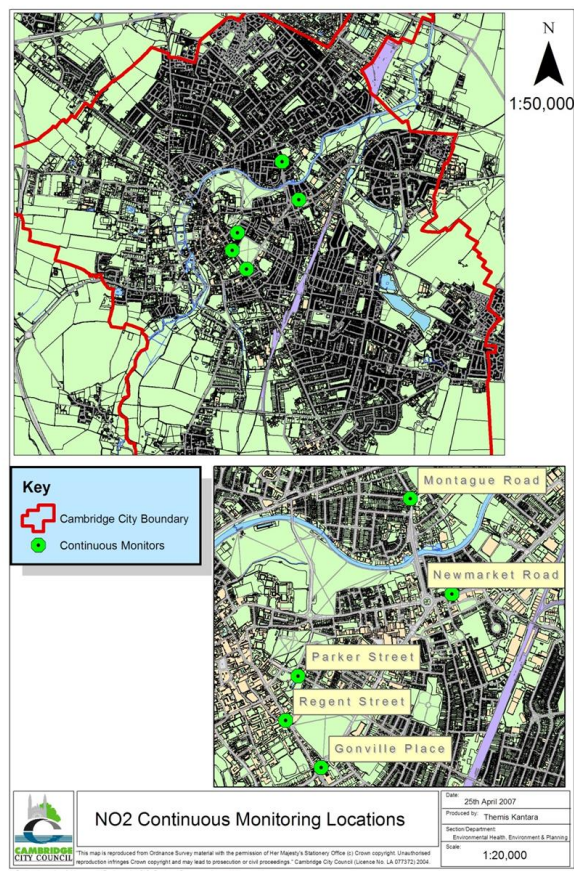 N
1:50,000
Key
Cambridge City Boundary
Continuous Monitors
Montague Road
Newmarket Road
Parker Street
Regent Street
Gonville Place
CAMBRIDGE
CITY COUNCIL
NO2 Continuous Monitoring Locations
"This map is reproduced from Ordnance Survey material with the permission of Her Majesty's Stationery Office (c) Crown copyright. Unauthorised
reproduction infringes Crown copyright and may lead to prosecution or civil proceedings." Cambridge City Council (Licence No. LA 077372) 2004.
Date:
25th April 2007
Produced by: Themis Kantara
Section/Department:
Environmental Health, Environment & Planning
Scale:
1:20,000